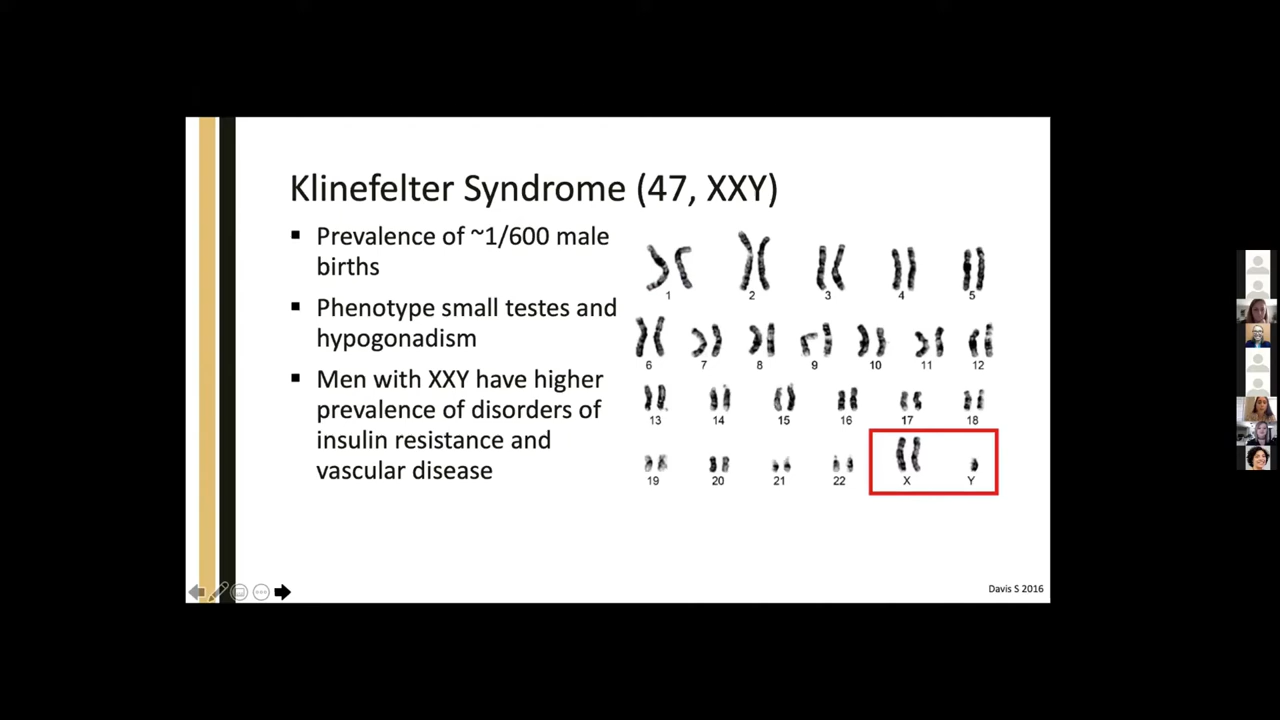 Klinefelter Syndrome (47, XXY)
▪ Prevalence of ~1/600 male
births
▪ Phenotype small testes and
hypogonadism
▪ Men with XXY have higher
prevalence of disorders of
insulin resistance and
vascular disease
1 2 3 4 5
6 7 8 9 10 11 12
13 14 15 16 17 18
19 20 21 22 X Y
Davis S 2016